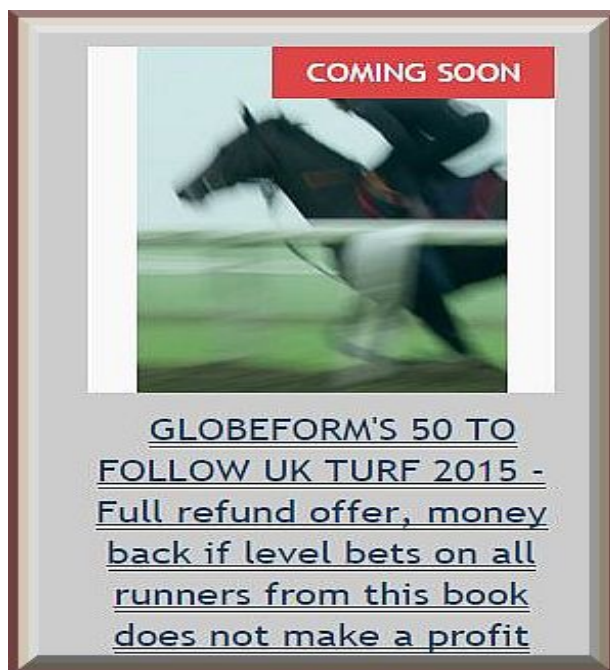 COMING SOON
GLOBEFORM'S 50 TO
FOLLOW UK TURF 2015 -
Full refund offer, money
back if level bets on all
runners from this book
does not make a profit